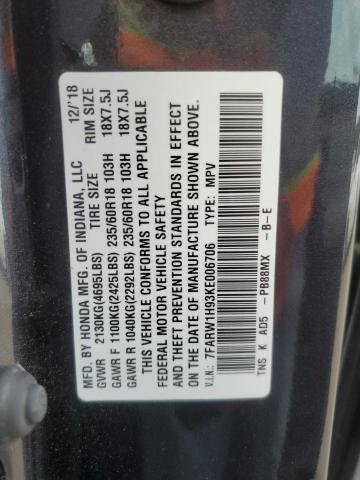 MFD. BY HONDA MFG. OF INDIANA, LLC 12/'18
GVWR 2130KG(4695LBS) TIRE SIZE RIM SIZE
GAWR F 1100KG(2425LBS) 235/60R18 103H 18X7.5J
GAWR R 1040KG(2292LBS) 235/60R18 103H 18X7.5J
THIS VEHICLE CONFORMS TO ALL APPLICABLE
FEDERAL MOTOR VEHICLE SAFETY
AND THEFT PREVENTION STANDARDS IN EFFECT
ON THE DATE OF MANUFACTURE SHOWN ABOVE.
V.I.N.: 7FARW1H93KE006706 TYPE: MPV
TNS K AD5 -PB88MX -B-E